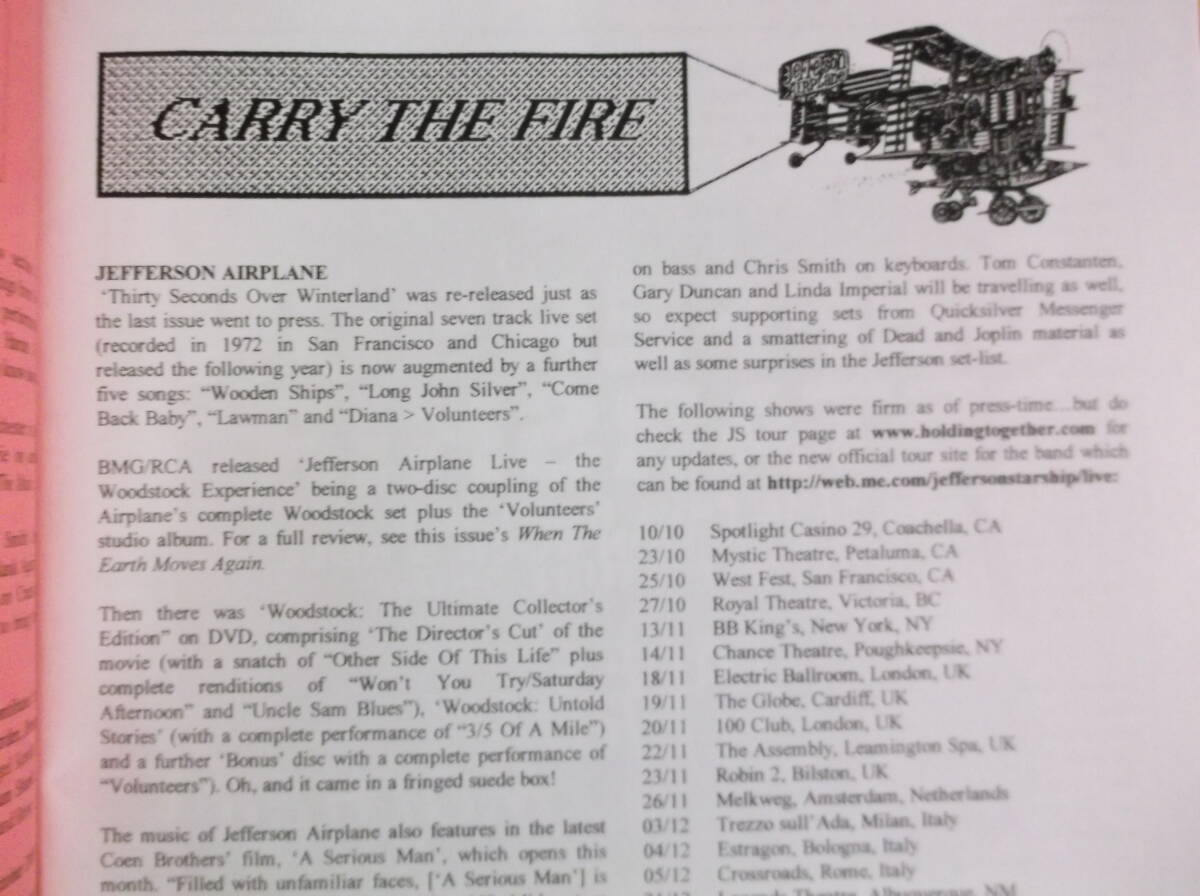 CARRY THE FIRE
JEFFERSON AIRPLANE
'Thirty Seconds Over Winterland' was re-released just as
the last issue went to press. The original seven track live set
(recorded in 1972 in San Francisco and Chicago but
released the following year) is now augmented by a further
five songs: "Wooden Ships", "Long John Silver", "Come
Back Baby", "Lawman" and "Diana > Volunteers".
BMG/RCA released 'Jefferson Airplane Live – the
Woodstock Experience' being a two-disc coupling of the
Airplane's complete Woodstock set plus the 'Volunteers'
studio album. For a full review, see this issue's When The
Earth Moves Again.
Then there was 'Woodstock: The Ultimate Collector's
Edition" on DVD, comprising 'The Director's Cut' of the
movie (with a snatch of "Other Side Of This Life" plus
complete renditions of "Won't You Try/Saturday
Afternoon" and "Uncle Sam Blues"), 'Woodstock: Untold
Stories' (with a complete performance of "3/5 Of A Mile")
and a further 'Bonus' disc with a complete performance of
"Volunteers"). Oh, and it came in a fringed suede box!
The music of Jefferson Airplane also features in the latest
Coen Brothers' film, 'A Serious Man', which opens this
month. "Filled with unfamiliar faces, ['A Serious Man'] is
on bass and Chris Smith on keyboards. Tom Constanten,
Gary Duncan and Linda Imperial will be travelling as well,
so expect supporting sets from Quicksilver Messenger
Service and a smattering of Dead and Joplin material as
well as some surprises in the Jefferson set-list.
The following shows were firm as of press-time...but do
check the JS tour page at www.holdingtogether.com for
any updates, or the new official tour site for the band which
can be found at http://web.me.com/jeffersonstarship/live:
10/10 Spotlight Casino 29, Coachella, CA
23/10 Mystic Theatre, Petaluma, CA
25/10 West Fest, San Francisco, CA
27/10 Royal Theatre, Victoria, BC
13/11 BB King's, New York, NY
14/11 Chance Theatre, Poughkeepsie, NY
18/11 Electric Ballroom, London, UK
19/11 The Globe, Cardiff, UK
20/11 100 Club, London, UK
22/11 The Assembly, Leamington Spa, UK
23/11 Robin 2, Bilston, UK
26/11 Melkweg, Amsterdam, Netherlands
03/12 Trezzo sull'Ada, Milan, Italy
04/12 Estragon, Bologna, Italy
05/12 Crossroads, Rome, Italy
Theatre, Albuquerque, NM